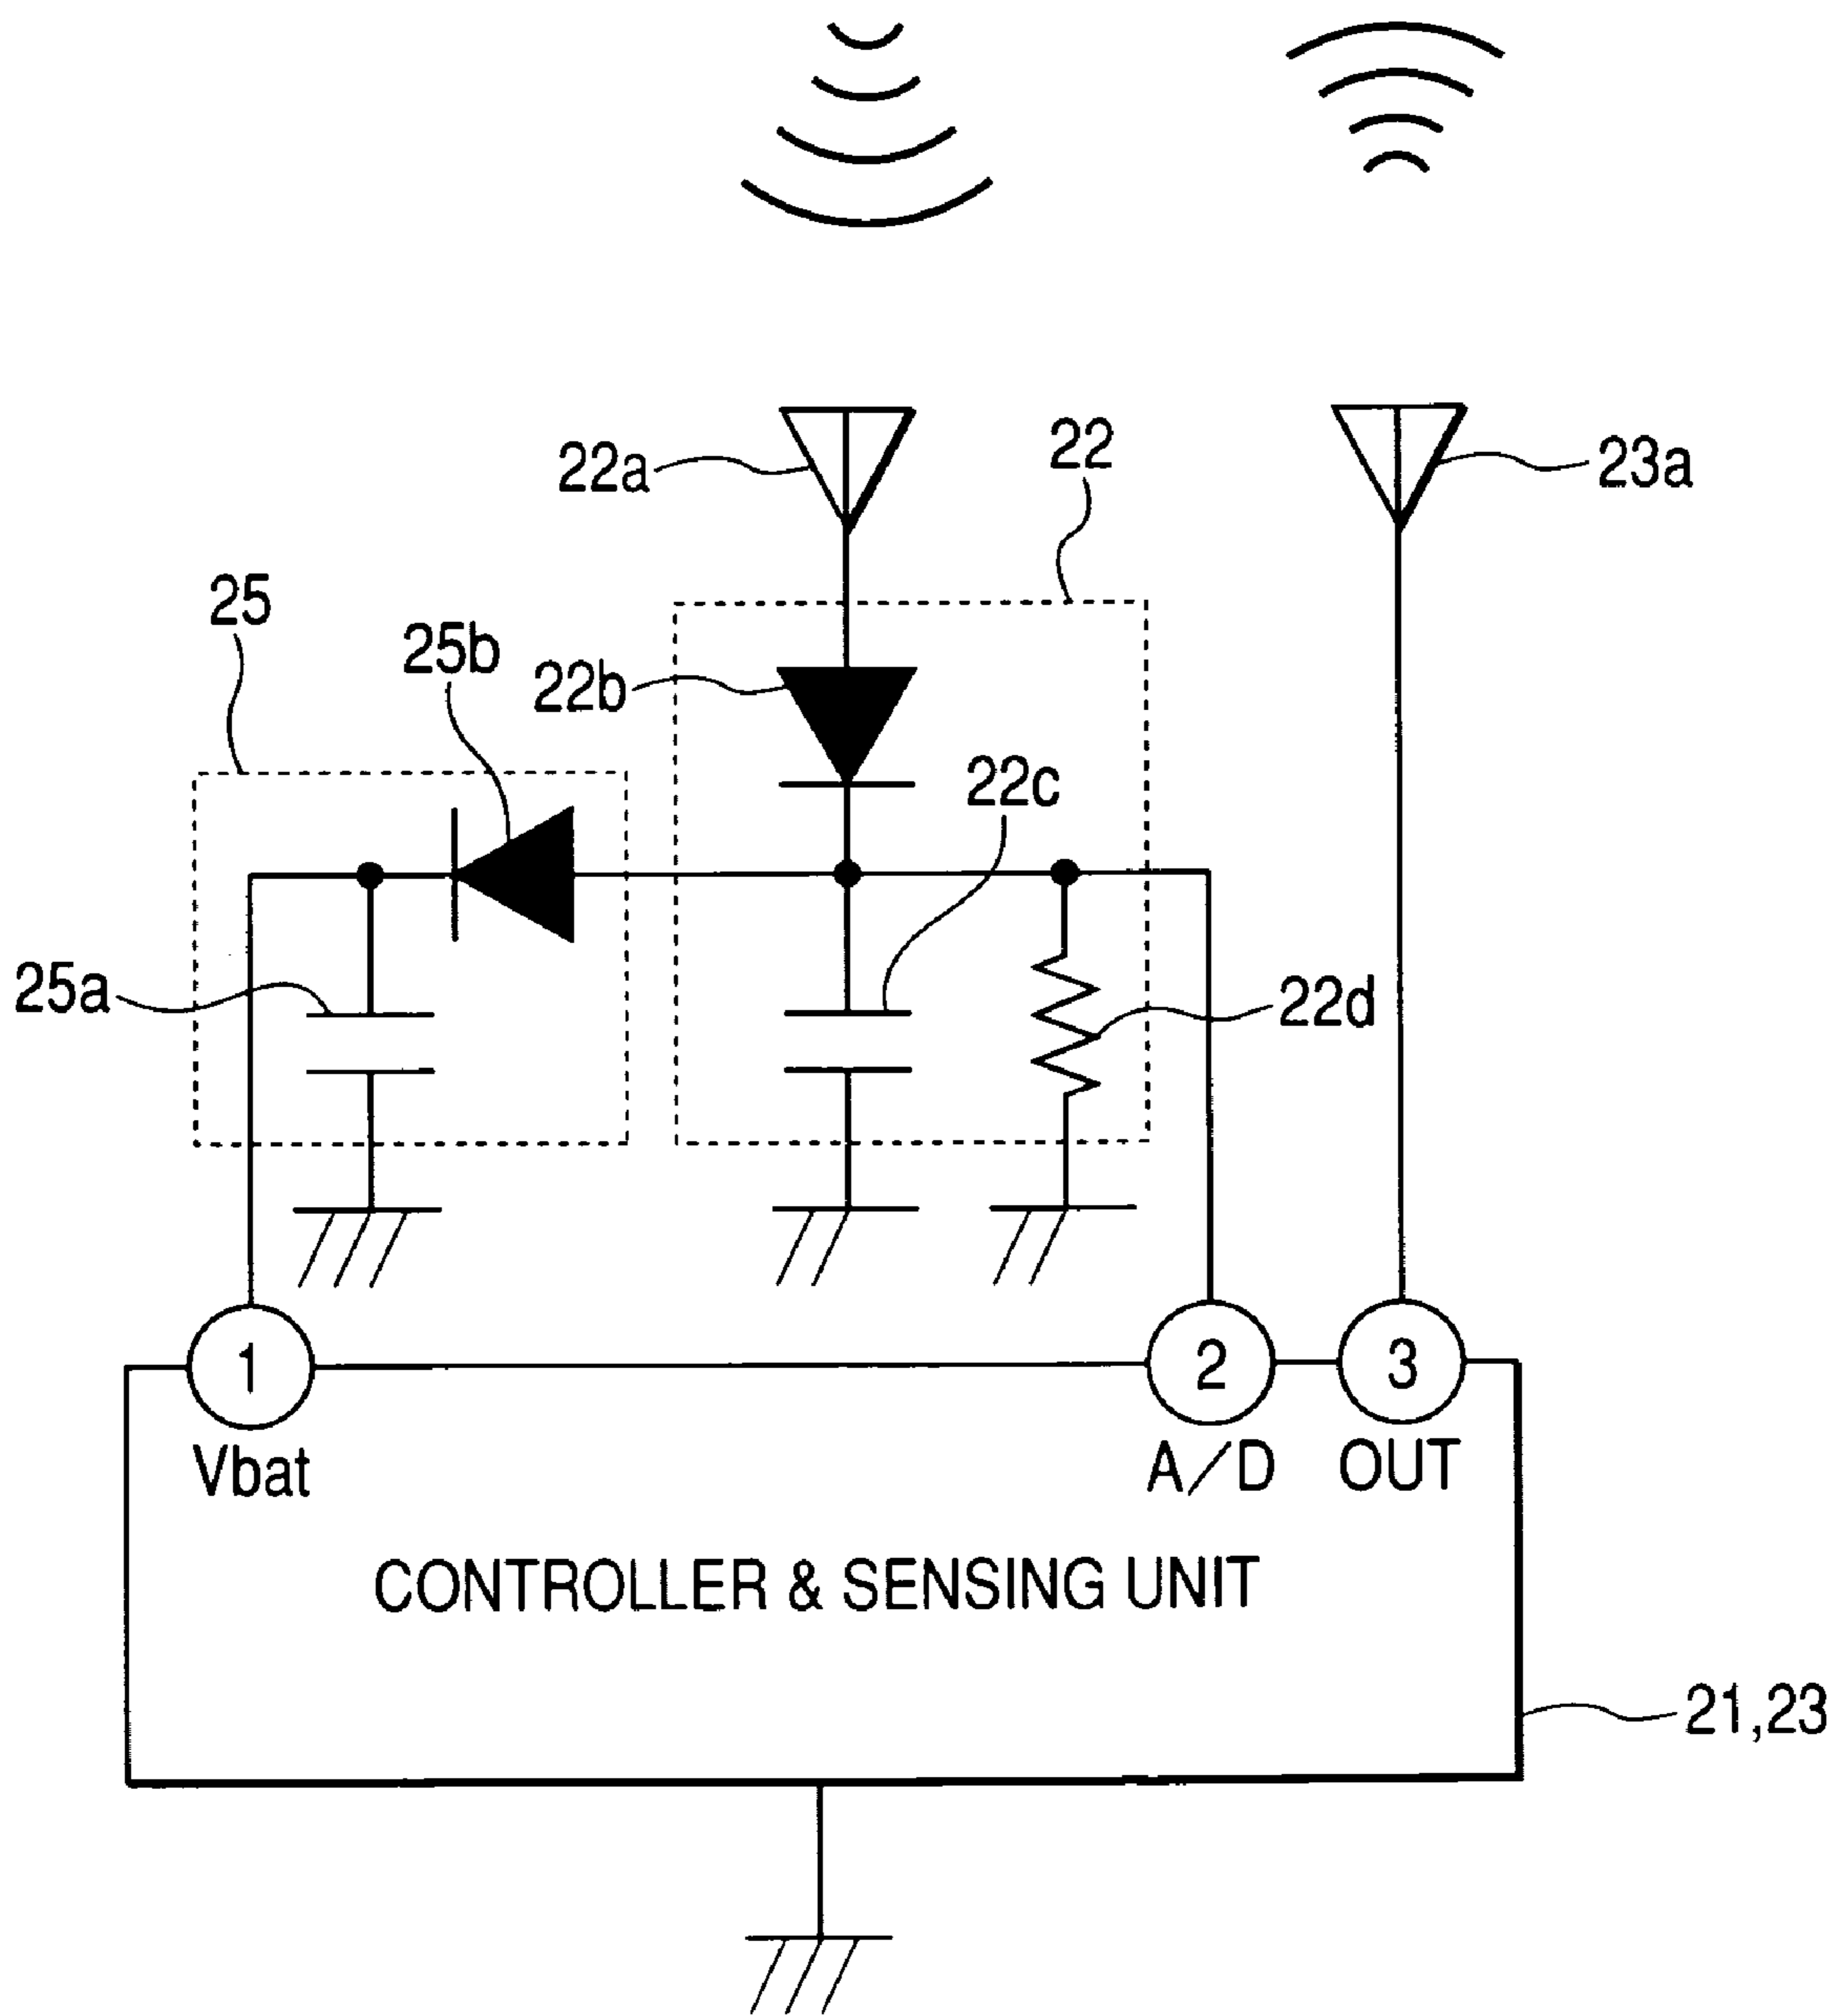 22
22a
23a
25
25b
22b
22c
25a
22d
1
2
3
Vbat
A/D
OUT
CONTROLLER & SENSING UNIT
21,23